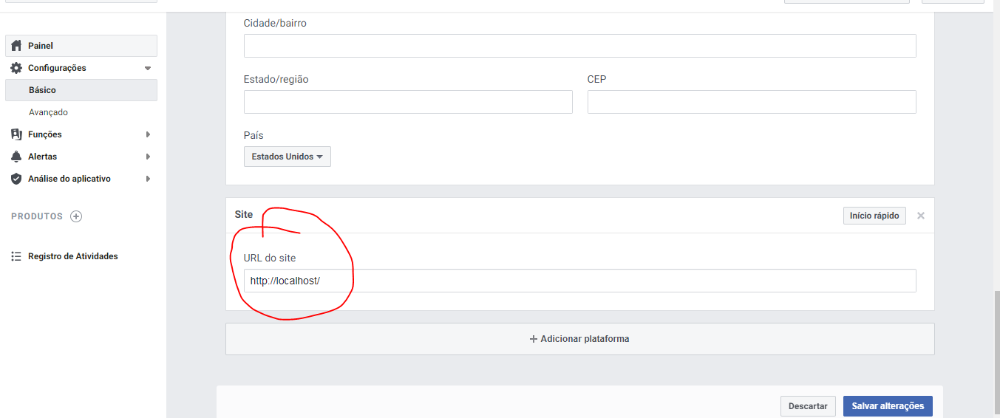 Painel
Configurações
Básico
Avançado
Funções
Alertas
Análise do aplicativo
PRODUTOS
Registro de Atividades
Cidade/bairro
Estado/região
CEP
País
Estados Unidos
Site
Início rápido
URL do site
http://localhost/
Adicionar plataforma
Descartar
Salvar alterações